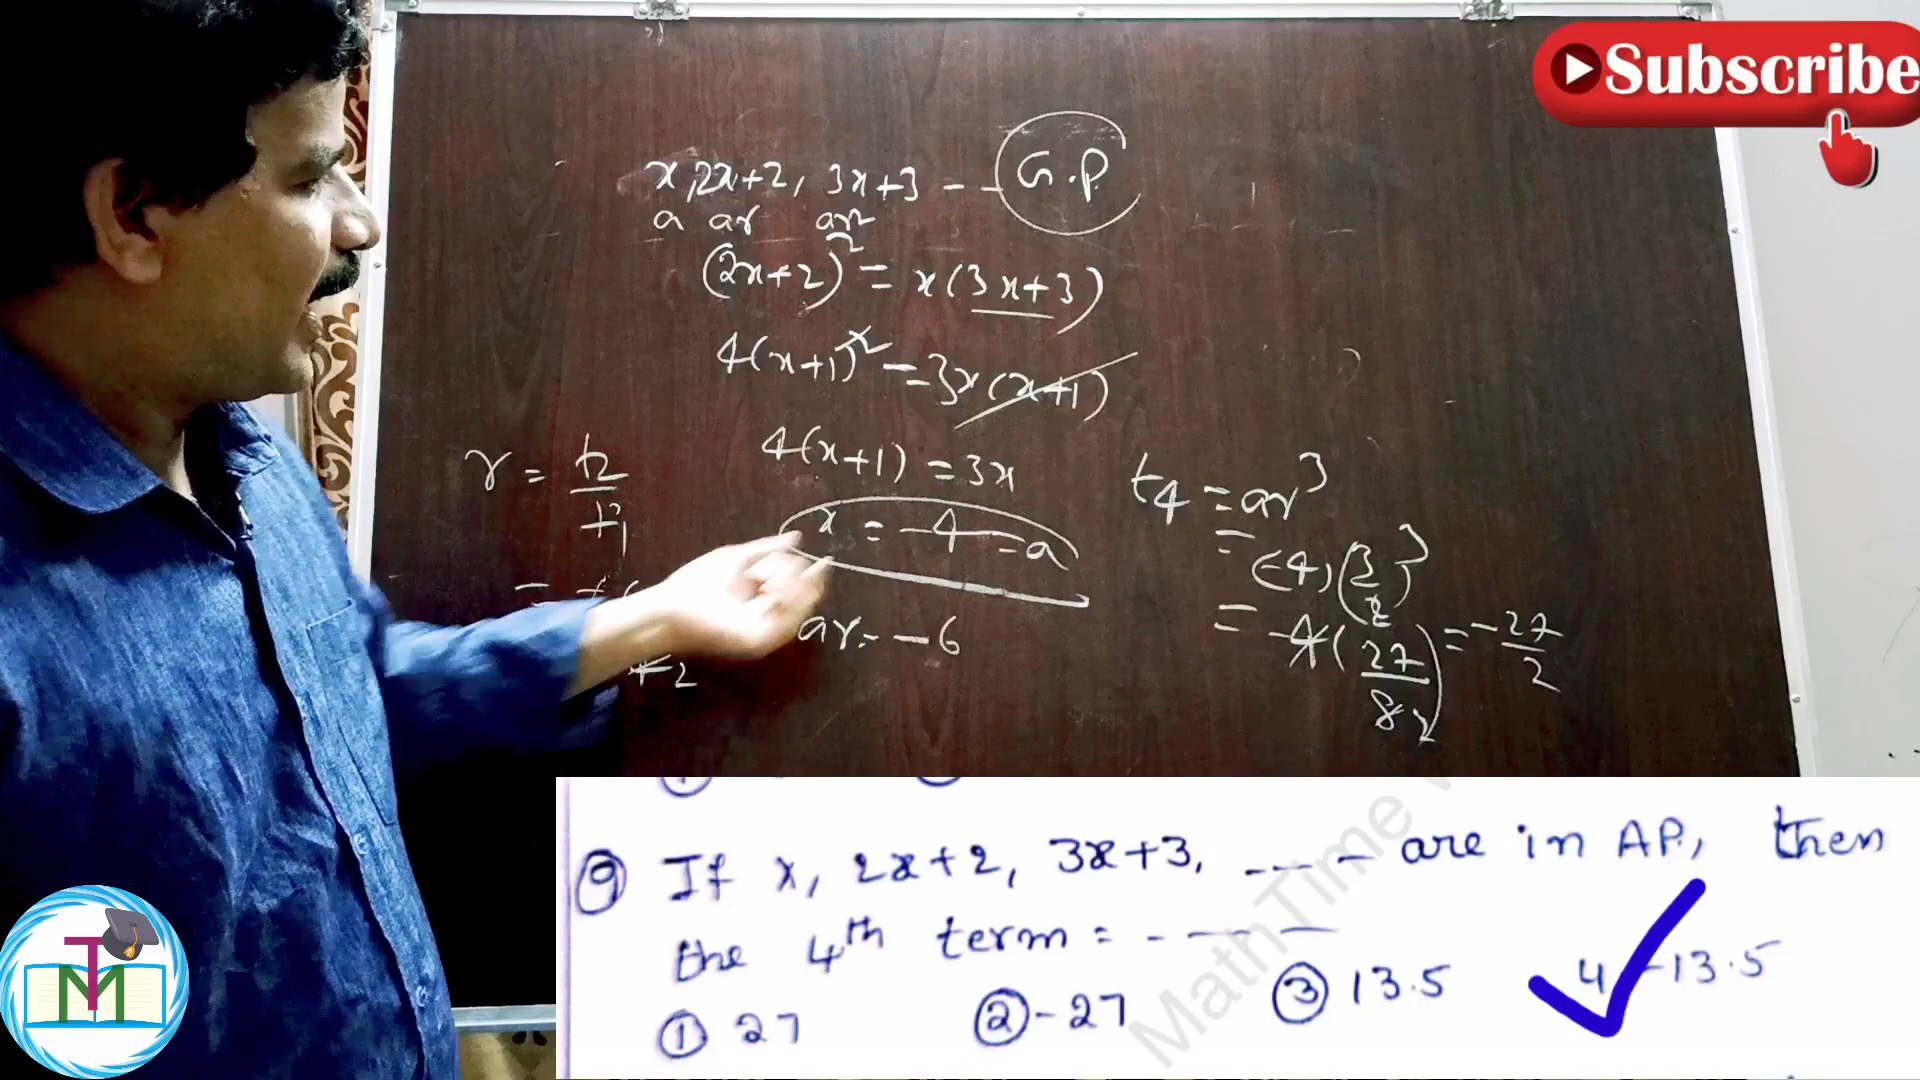 Subscribe
x, 2x+2, 3x+3 - - G.P.
a ar ar²
(2x+2)² = x(3x+3)
4(x+1)² = 3x(x+1)
4(x+1) = 3x
x = -4 = a
ar = -6
r = t2/t1
=
2
t4 = ar³
= (-4)(3/2)³
= -4(27/8) = -27/2
2
⑨ If x, 2x+2, 3x+3, ---- are in AP, then
the 4th term = - — —
① 27 ② -27 ③ 13.5 4 -13.5
MathTime
TM